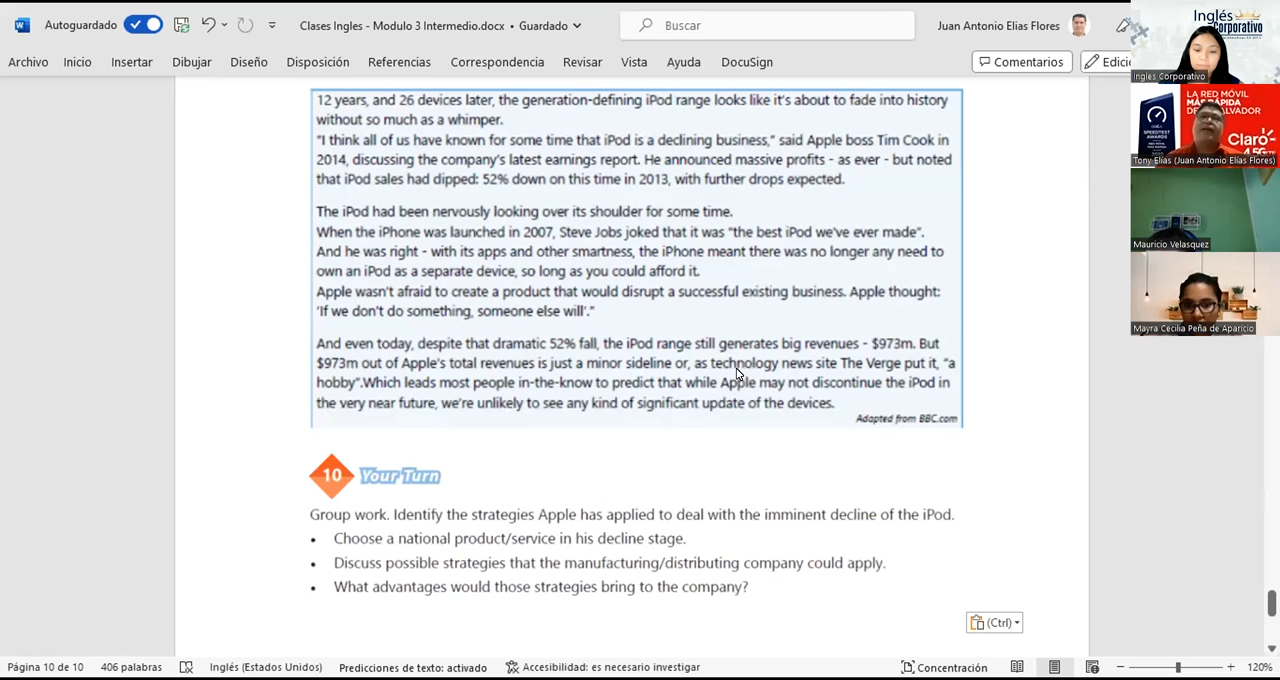 Autoguardado
Clases Ingles - Modulo 3 Intermedio.docx • Guardado
Buscar
Juan Antonio Elias Flores
Archivo Inicio Insertar Dibujar Diseño Disposición Referencias Correspondencia Revisar Vista Ayuda DocuSign
Comentarios
Edició
12 years, and 26 devices later, the generation-defining iPod range looks like it's about to fade into history
without so much as a whimper.
"I think all of us have known for some time that iPod is a declining business," said Apple boss Tim Cook in
2014, discussing the company's latest earnings report. He announced massive profits - as ever - but noted
that iPod sales had dipped: 52% down on this time in 2013, with further drops expected.
The iPod had been nervously looking over its shoulder for some time.
When the iPhone was launched in 2007, Steve Jobs joked that it was "the best iPod we've ever made".
And he was right - with its apps and other smartness, the iPhone meant there was no longer any need to
own an iPod as a separate device, so long as you could afford it.
Apple wasn't afraid to create a product that would disrupt a successful existing business. Apple thought:
'If we don't do something, someone else will'."
And even today, despite that dramatic 52% fall, the iPod range still generates big revenues - $973m. But
$973m out of Apple's total revenues is just a minor sideline or, as technology news site The Verge put it, "a
hobby".Which leads most people in-the-know to predict that while Apple may not discontinue the iPod in
the very near future, we're unlikely to see any kind of significant update of the devices.
Adapted from BBC.com
10 Your Turn
Group work. Identify the strategies Apple has applied to deal with the imminent decline of the iPod.
• Choose a national product/service in his decline stage.
• Discuss possible strategies that the manufacturing/distributing company could apply.
• What advantages would those strategies bring to the company?
(Ctrl)
Página 10 de 10 406 palabras Inglés (Estados Unidos) Predicciones de texto: activado Accesibilidad: es necesario investigar Concentración 120%
Inglés
Corporativo
Ingles Corporativo
LA RED MÓVIL
MÁS RÁPIDA
DE EL SALVADOR
SPEEDTEST
AWARDS
Claro
4.5G
Tony Elías (Juan Antonio Elías Flores)
Mauricio Velasquez
Mayra Cecilia Peña de Aparicio